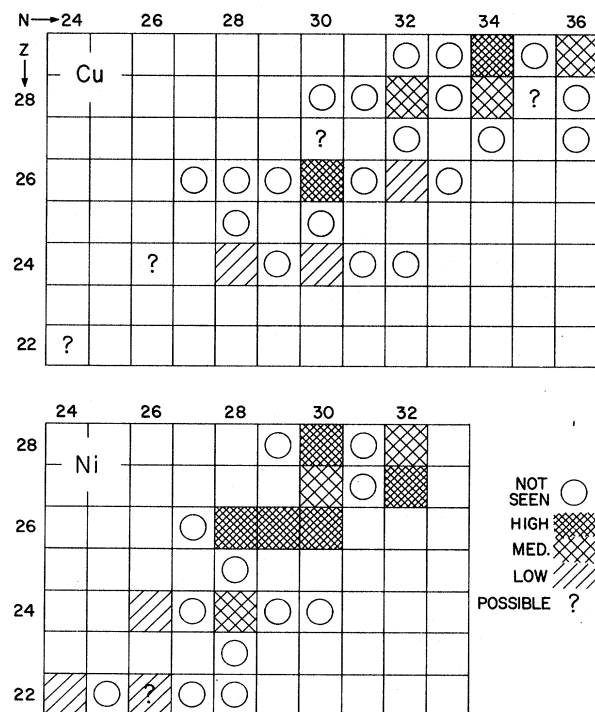 N→24 26 28 30 32 34 36
Z
↓
Cu
28
?
?
26
24
?
22
?
24 26 28 30 32
28
Ni
26
24
22
?
NOT
SEEN
HIGH
MED.
LOW
POSSIBLE ?